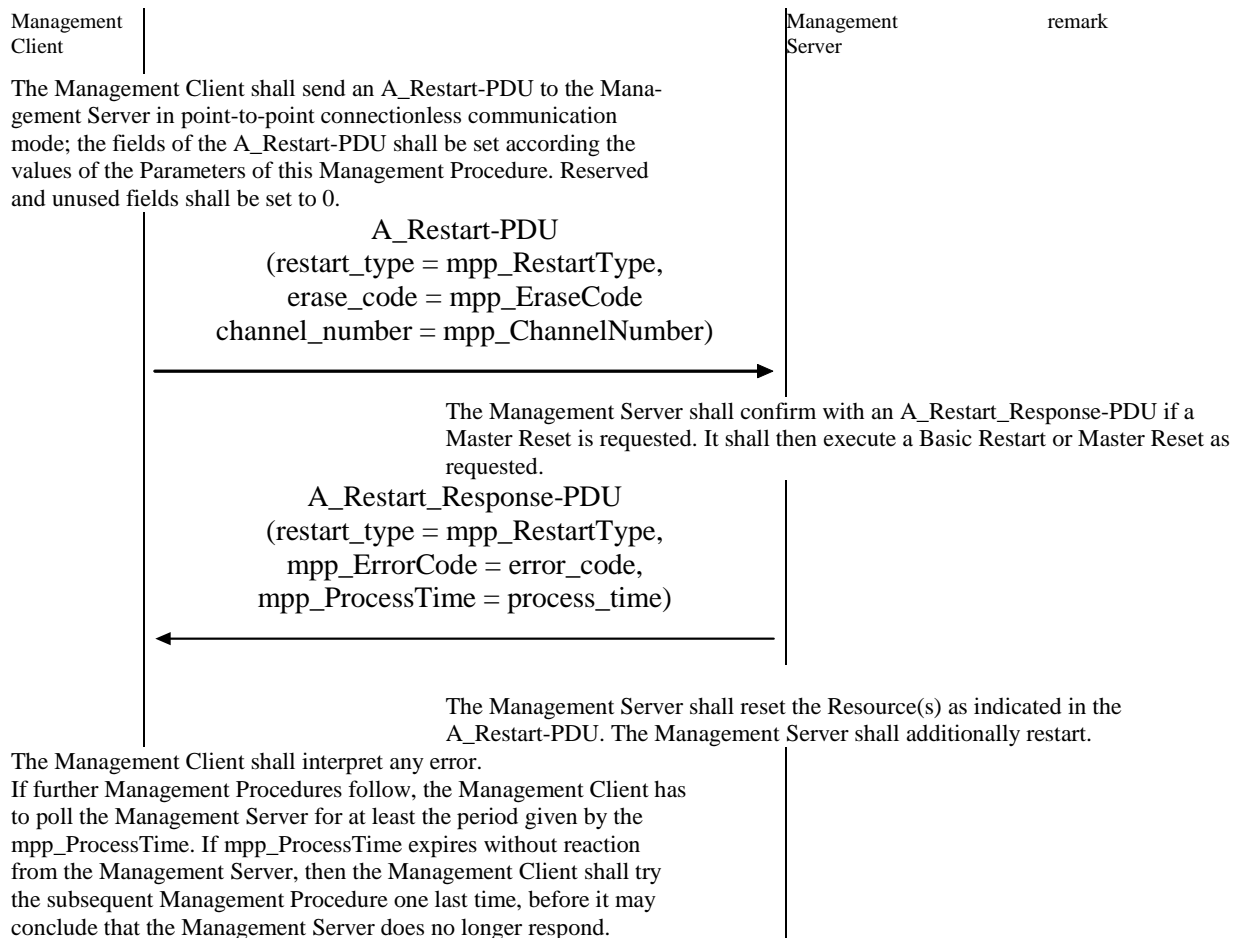 Management
Client
Management
Server
remark
The Management Client shall send an A_Restart-PDU to the Mana-
gement Server in point-to-point connectionless communication
mode; the fields of the A_Restart-PDU shall be set according the
values of the Parameters of this Management Procedure. Reserved
and unused fields shall be set to 0.
A_Restart-PDU
(restart_type = mpp_RestartType,
erase_code = mpp_EraseCode
channel_number = mpp_ChannelNumber)
The Management Server shall confirm with an A_Restart_Response-PDU if a
Master Reset is requested. It shall then execute a Basic Restart or Master Reset as
requested.
A_Restart_Response-PDU
(restart_type = mpp_RestartType,
mpp_ErrorCode = error_code,
mpp_ProcessTime = process_time)
The Management Server shall reset the Resource(s) as indicated in the
A_Restart-PDU. The Management Server shall additionally restart.
The Management Client shall interpret any error.
If further Management Procedures follow, the Management Client has
to poll the Management Server for at least the period given by the
mpp_ProcessTime. If mpp_ProcessTime expires without reaction
from the Management Server, then the Management Client shall try
the subsequent Management Procedure one last time, before it may
conclude that the Management Server does no longer respond.